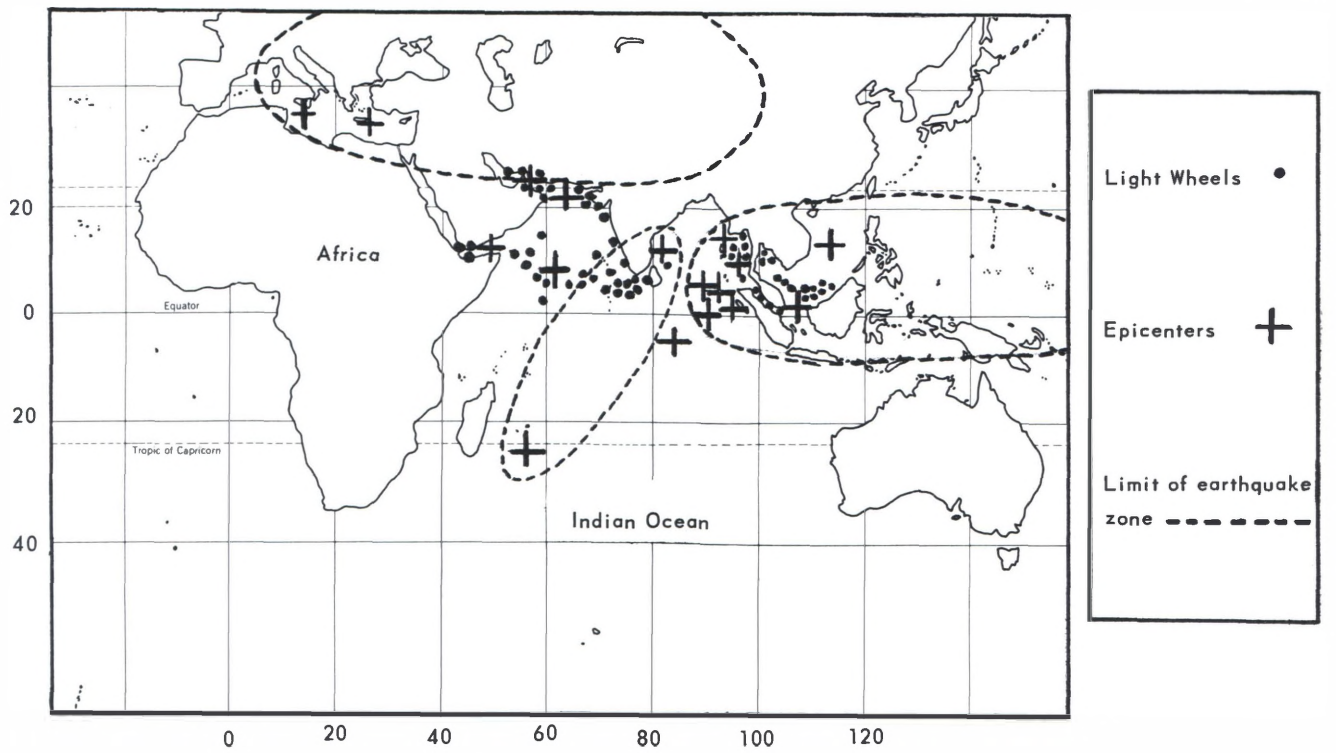 20
0
20
40
Africa
Equator
Tropic of Capricorn
Indian Ocean
0
20
40
60
80
100
120
Light Wheels
Epicenters
Limit of earthquake
zone